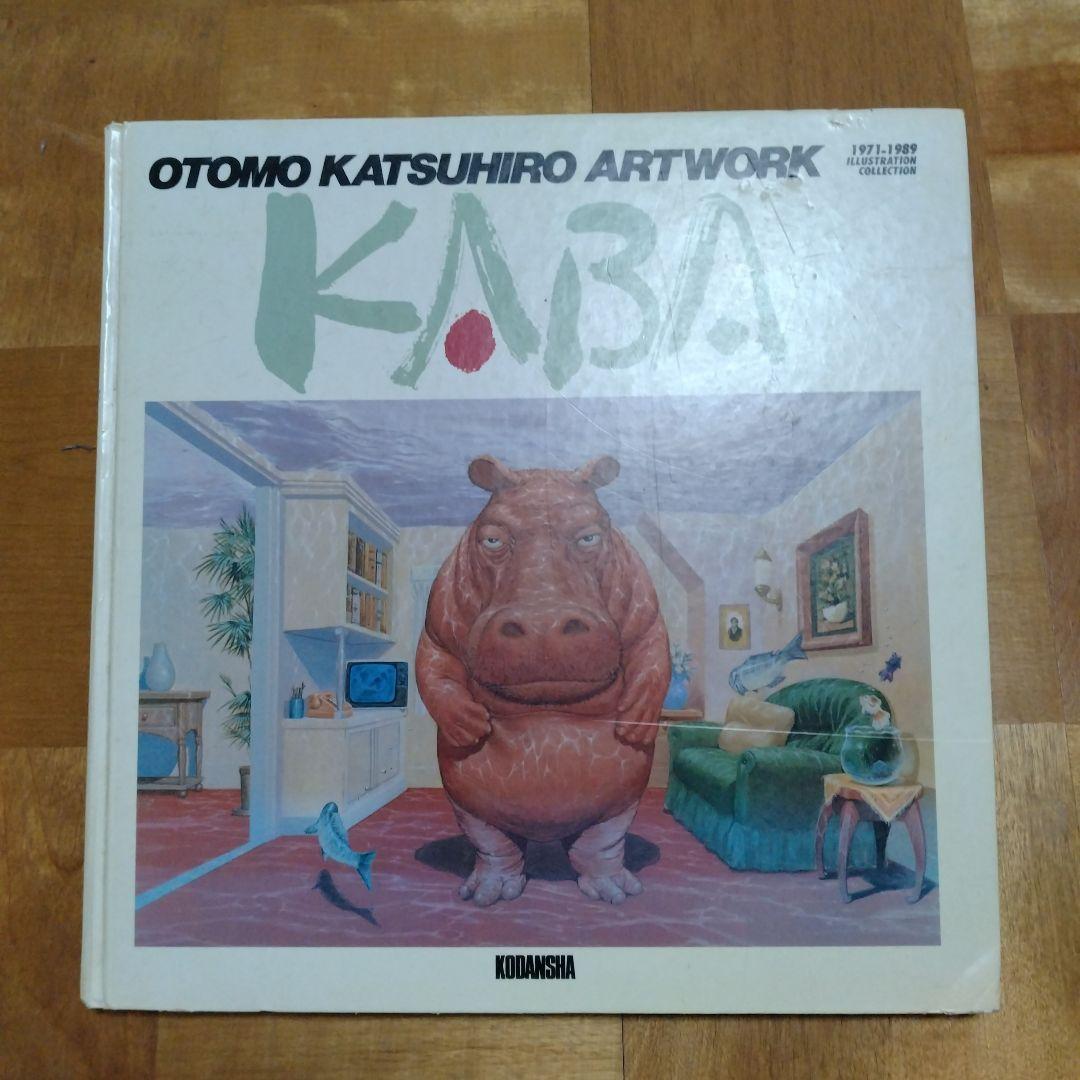 OTOMO KATSUHIRO ARTWORK
1971-1989
ILLUSTRATION
COLLECTION
KABA
KODANSHA